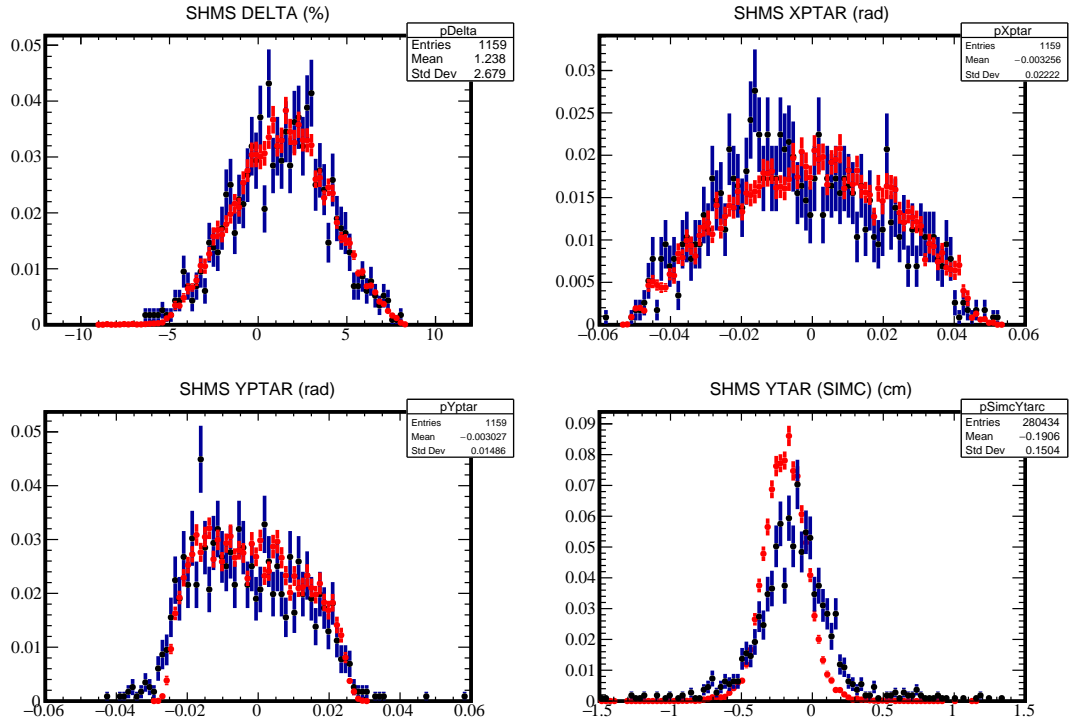 SHMS DELTA (%)
pDelta
Entries 1159
Mean 1.238
Std Dev 2.679
0.05
0.04
0.03
0.02
0.01
0
−10 −5 0 5 10
SHMS XPTAR (rad)
pXptar
Entries 1159
Mean −0.003256
Std Dev 0.02222
0.03
0.025
0.02
0.015
0.01
0.005
0
−0.06 −0.04 −0.02 0 0.02 0.04 0.06
SHMS YPTAR (rad)
pYptar
Entries 1159
Mean −0.003027
Std Dev 0.01486
0.05
0.04
0.03
0.02
0.01
0
−0.06 −0.04 −0.02 0 0.02 0.04 0.06
SHMS YTAR (SIMC) (cm)
pSimcYtarc
Entries 280434
Mean −0.1906
Std Dev 0.1504
0.09
0.08
0.07
0.06
0.05
0.04
0.03
0.02
0.01
0
−1.5 −1 −0.5 0 0.5 1 1.5